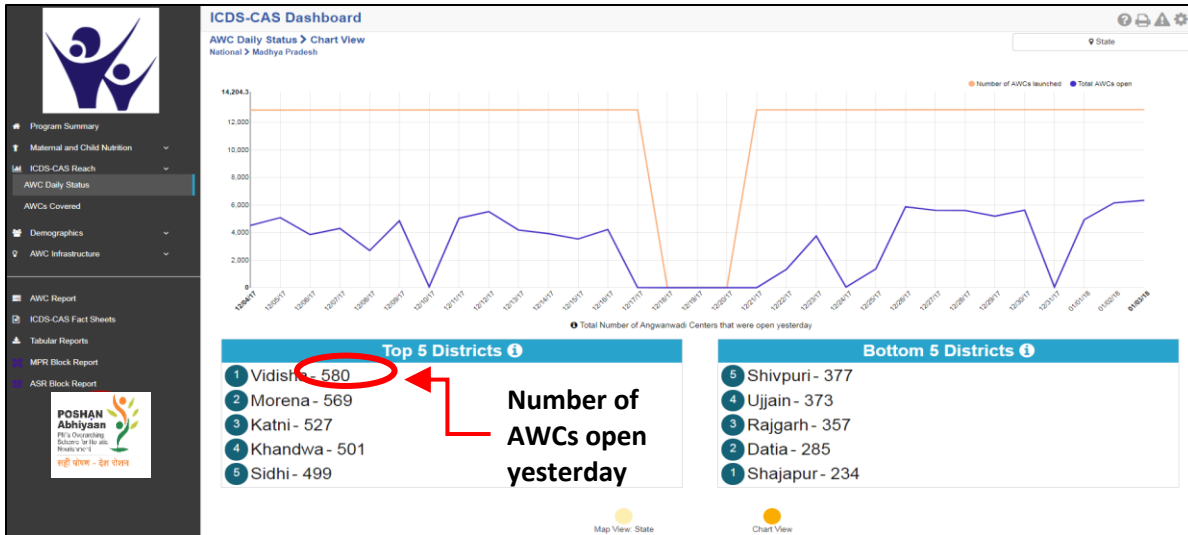 ICDS-CAS Dashboard
AWC Daily Status > Chart View
National > Madhya Pradesh
State
Program Summary
Maternal and Child Nutrition
ICDS-CAS Reach
AWC Daily Status
AWCs Covered
Demographics
AWC Infrastructure
AWC Report
ICDS-CAS Fact Sheets
Tabular Reports
MPR Block Report
ASR Block Report
POSHAN
Abhiyaan
PM's Overarching
सही पोषण - देश रोशन
Number of AWCs launched Total AWCs open
14,204.3
12,000
10,000
8,000
6,000
4,000
2,000
0
12/04/17 12/05/17 12/06/17 12/07/17 12/08/17 12/09/17 12/10/17 12/11/17 12/12/17 12/13/17 12/14/17 12/15/17 12/16/17 12/17/17 12/18/17 12/19/17 12/20/17 12/21/17 12/22/17 12/23/17 12/24/17 12/25/17 12/26/17 12/27/17 12/28/17 12/29/17 12/30/17 12/31/17 01/01/18 01/02/18 01/03/18
Total Number of Angwanwadi Centers that were open yesterday
Top 5 Districts
1 Vidisha - 580
2 Morena - 569
3 Katni - 527
4 Khandwa - 501
5 Sidhi - 499
Number of
AWCs open
yesterday
Bottom 5 Districts
5 Shivpuri - 377
4 Ujjain - 373
3 Rajgarh - 357
2 Datia - 285
1 Shajapur - 234
Map View: State
Chart View